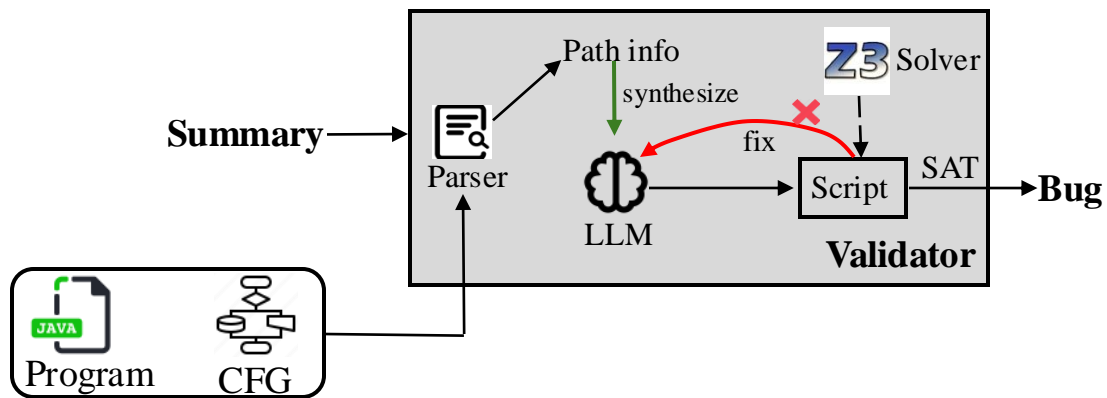 Path info
Z3 Solver
synthesize
Summary
fix
Parser
Script
SAT
Bug
LLM
Validator
JAVA
Program
CFG